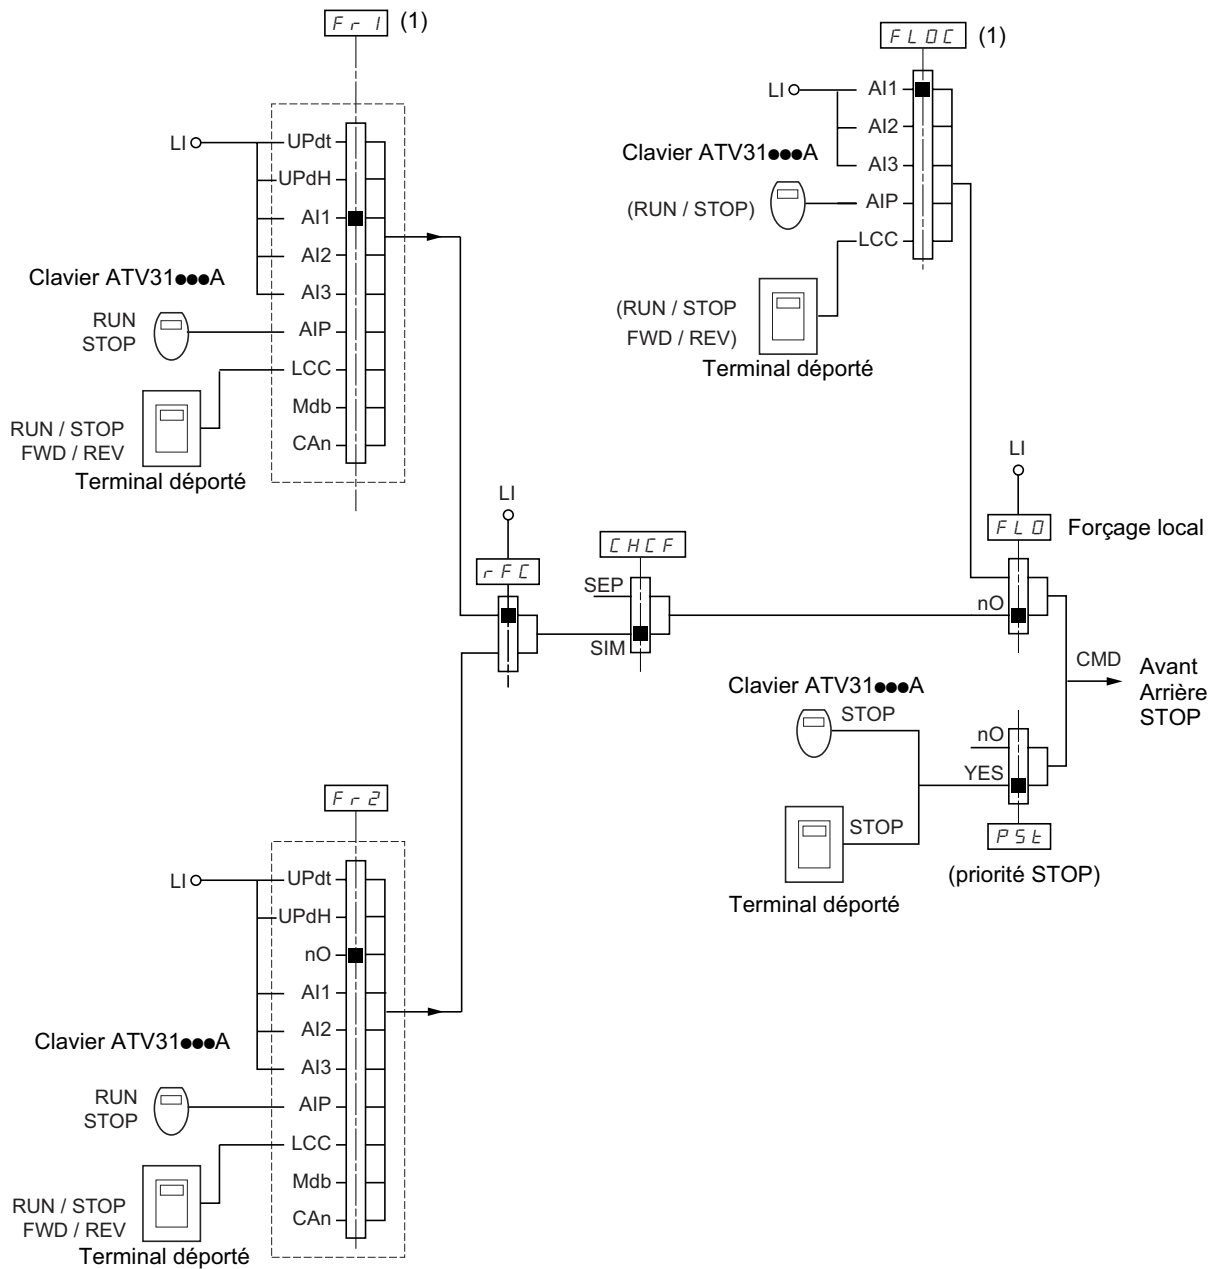 Fr1 (1)
LI
UPdt
UPdH
AI1
AI2
AI3
AIP
LCC
Mdb
CAn
Clavier ATV31●●●A
RUN
STOP
RUN / STOP
FWD / REV
Terminal déporté
FLOC (1)
LI
AI1
AI2
AI3
AIP
LCC
Clavier ATV31●●●A
(RUN / STOP)
(RUN / STOP
FWD / REV)
Terminal déporté
LI
rFC
CHCF
SEP
SIM
LI
FLO Forçage local
nO
CMD
Avant
Arrière
STOP
Clavier ATV31●●●A
STOP
STOP
Terminal déporté
nO
YES
PSt
(priorité STOP)
Fr2
LI
UPdt
UPdH
nO
AI1
AI2
AI3
AIP
LCC
Mdb
CAn
Clavier ATV31●●●A
RUN
STOP
RUN / STOP
FWD / REV
Terminal déporté